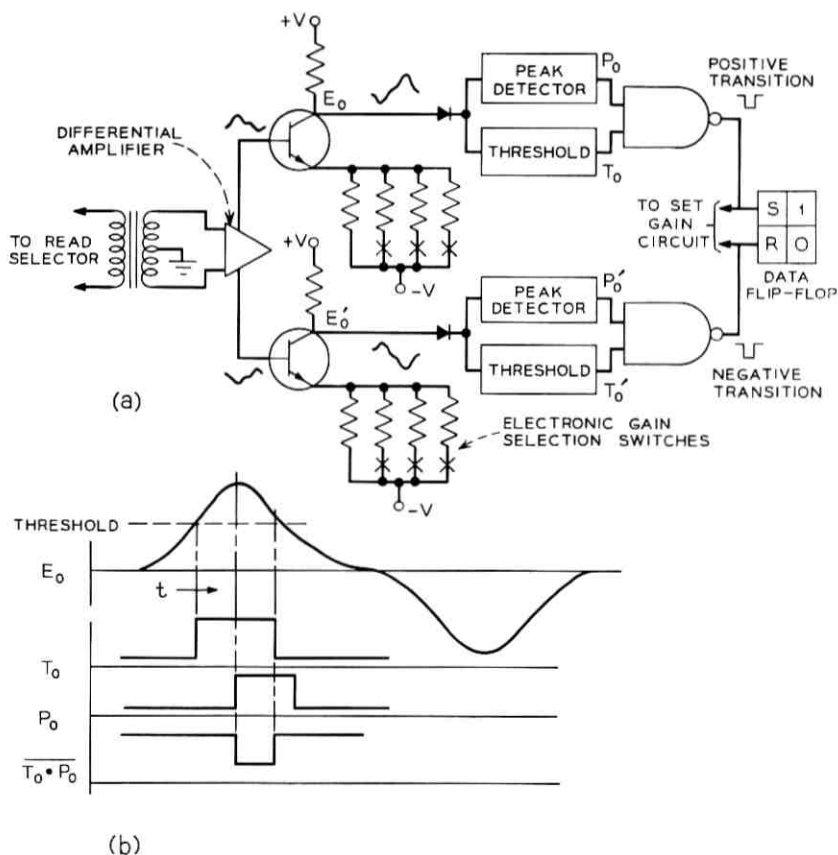 +V
E₀
DIFFERENTIAL
AMPLIFIER
TO READ
SELECTOR
PEAK
DETECTOR
P₀
THRESHOLD
T₀
POSITIVE
TRANSITION
TO SET
GAIN
CIRCUIT
S 1
R 0
DATA
FLIP-FLOP
-V
+V
E₀′
PEAK
DETECTOR
P₀′
THRESHOLD
T₀′
NEGATIVE
TRANSITION
ELECTRONIC GAIN
SELECTION SWITCHES
-V
(a)
THRESHOLD
E₀
t
T₀
P₀
T₀•P₀
(b)